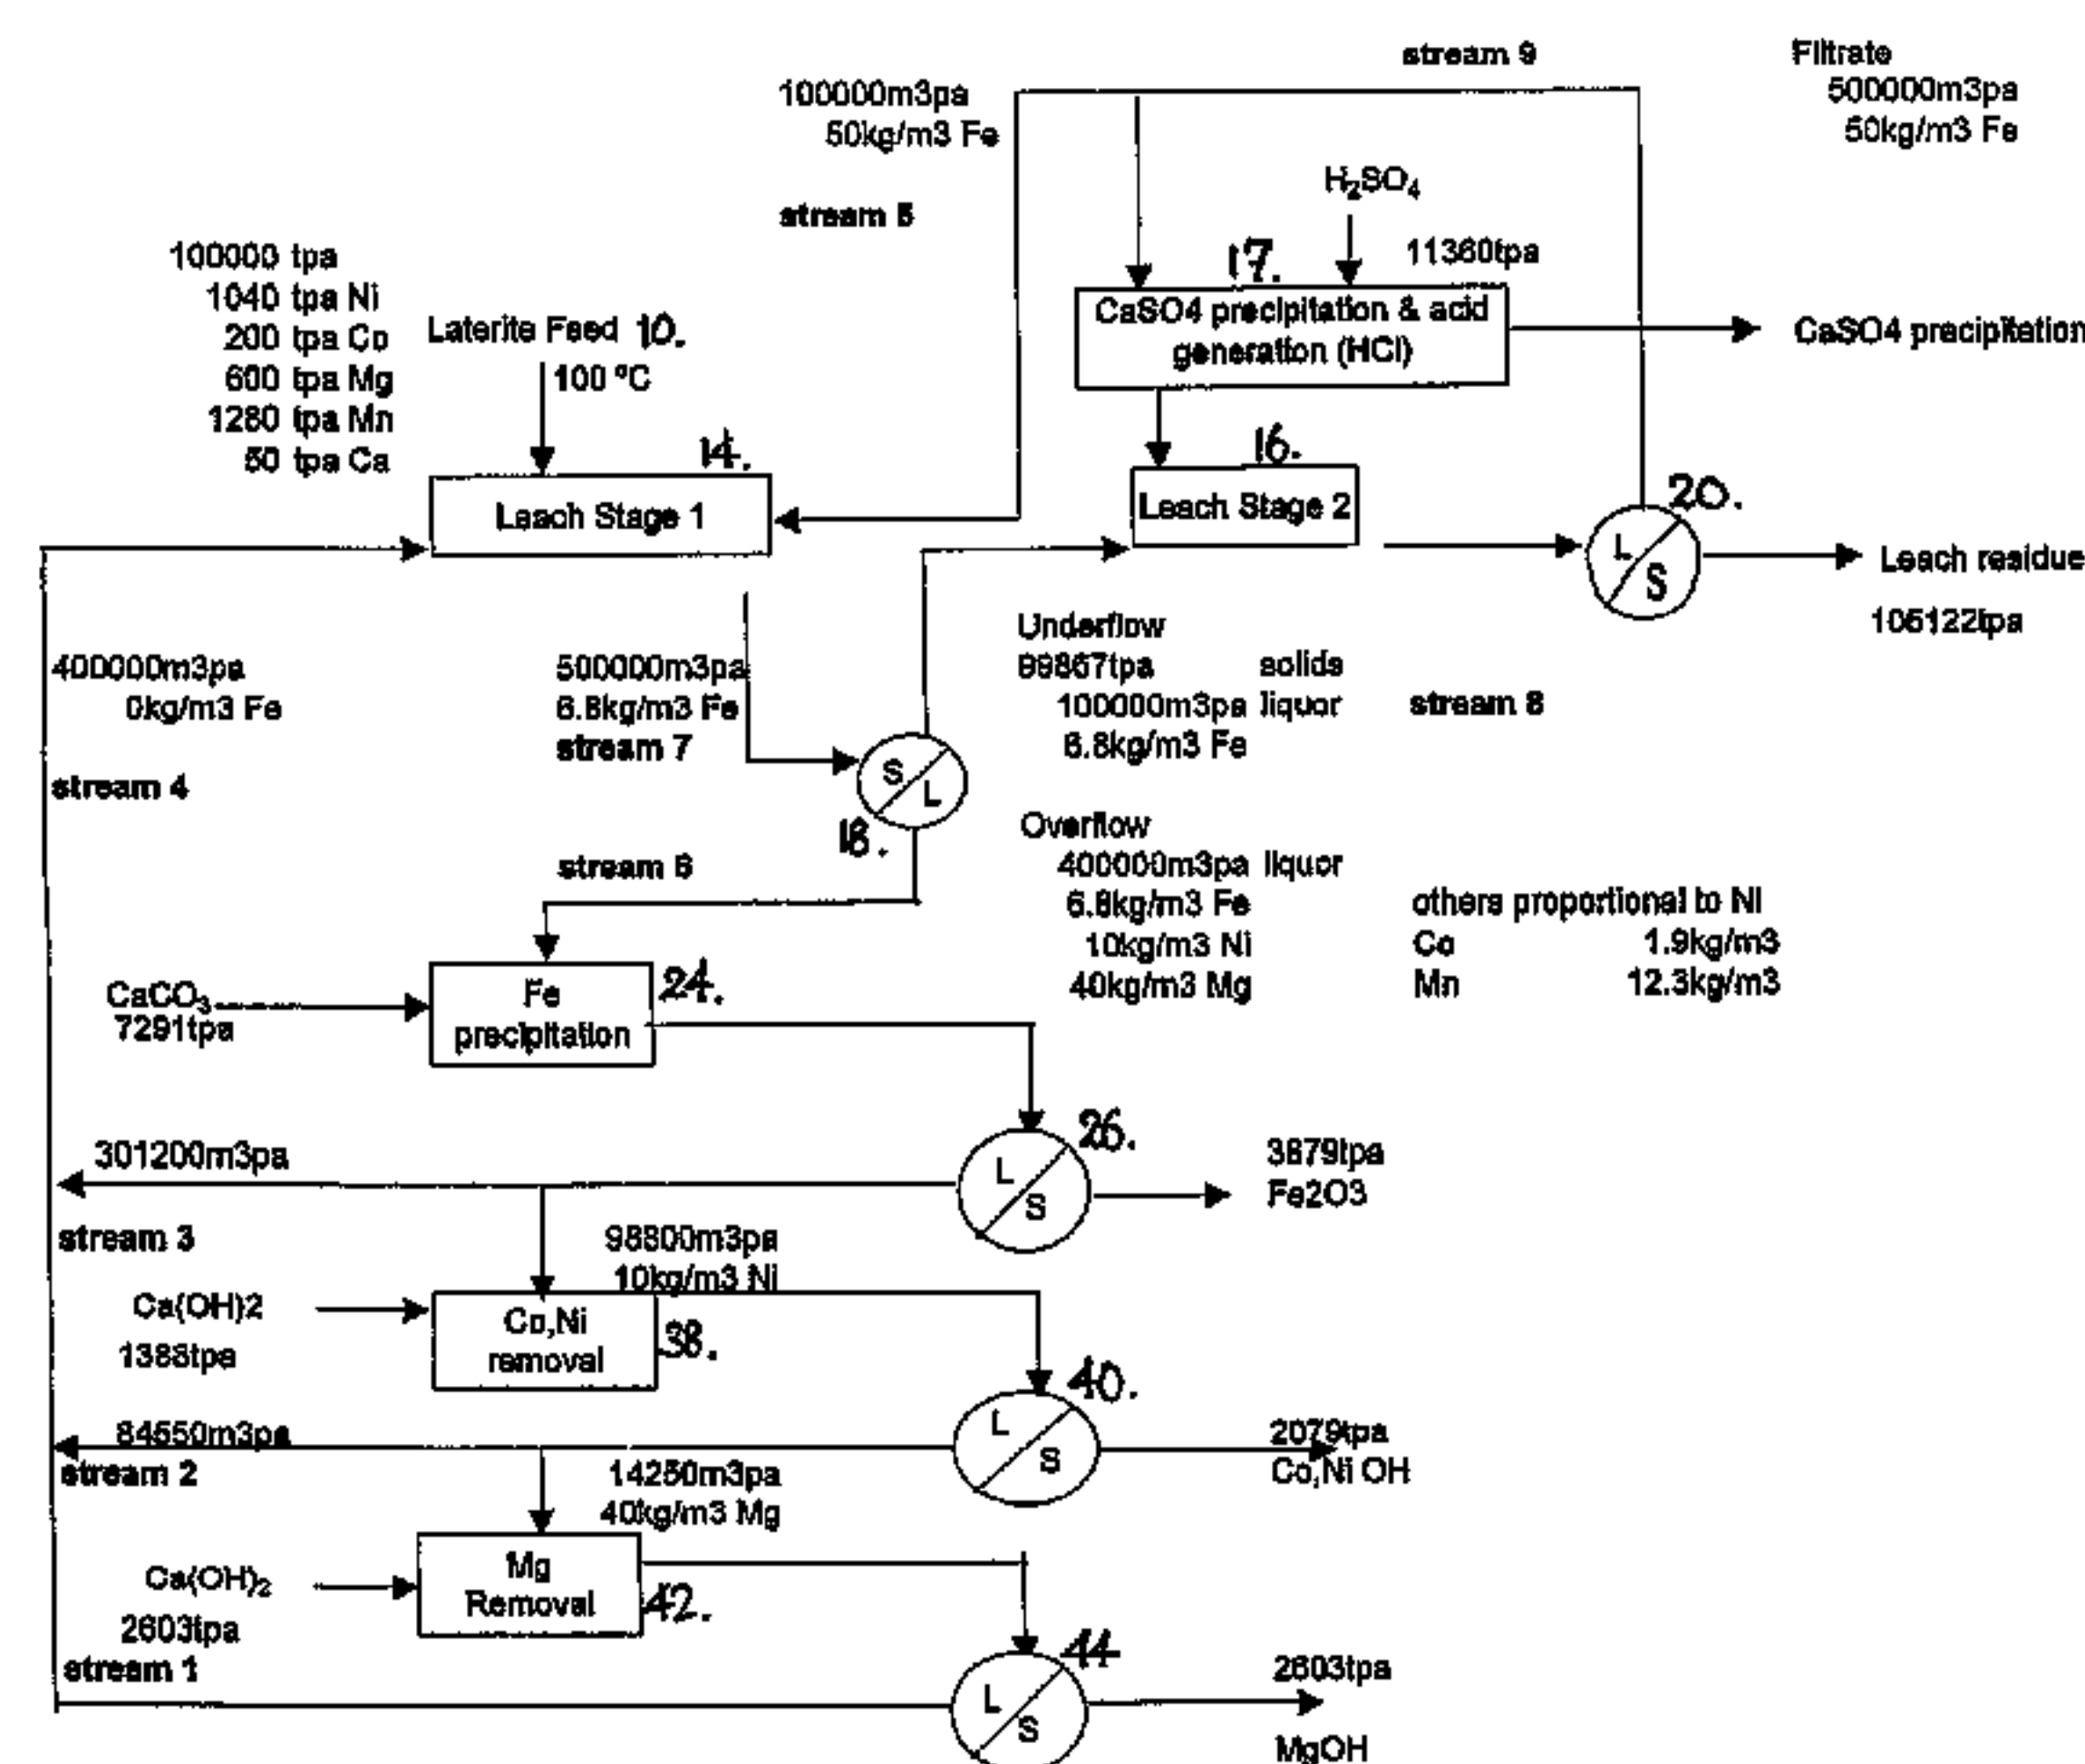 stream 9
Filtrate
500000m3pa
50kg/m3 Fe
100000m3pa
50kg/m3 Fe
stream 5
H2SO4
11360tpa
17.
CaSO4 precipitation & acid
generation (HCl)
CaSO4 precipitation
100000 tpa
1040 tpa Ni
200 tpa Co
600 tpa Mg
1280 tpa Mn
50 tpa Ca
Laterite Feed 10.
100 ºC
14.
Leach Stage 1
16.
Leach Stage 2
20.
L
S
Leach residue
105122tpa
400000m3pa
0kg/m3 Fe
stream 4
500000m3pa
6.8kg/m3 Fe
stream 7
S
L
18.
Underflow
99867tpa solids
100000m3pa liquor
6.8kg/m3 Fe
stream 8
Overflow
400000m3pa liquor
6.8kg/m3 Fe
10kg/m3 Ni
40kg/m3 Mg
others proportional to Ni
Co 1.9kg/m3
Mn 12.3kg/m3
stream 6
CaCO3
7291tpa
Fe
precipitation
24.
26.
L
S
3879tpa
Fe2O3
301200m3pa
stream 3
98800m3pa
10kg/m3 Ni
Ca(OH)2
1383tpa
Co,Ni
removal
38.
40.
L
S
2079tpa
Co,Ni OH
84550m3pa
stream 2
14250m3pa
40kg/m3 Mg
Ca(OH)2
2603tpa
Mg
Removal
42.
stream 1
44
L
S
2603tpa
MgOH